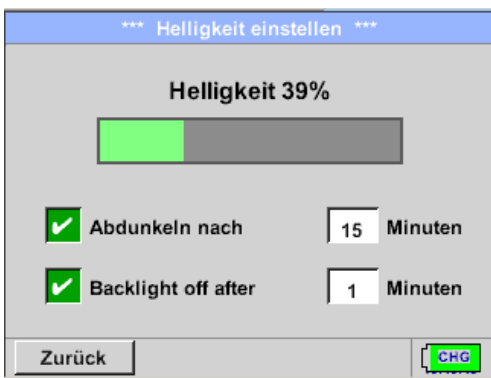 *** Helligkeit einstellen ***
Helligkeit 39%
Abdunkeln nach 15 Minuten
Backlight off after 1 Minuten
Zurück CHG